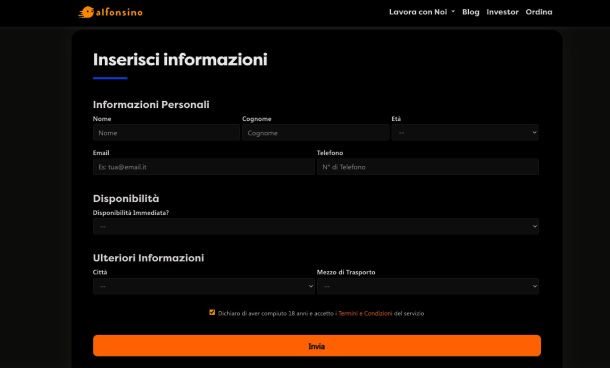 alfonsino
Lavora con Noi Blog Investor Ordina
Inserisci informazioni
Informazioni Personali
Nome Cognome Età
Nome Cognome --
Email Telefono
Es: tua@email.it N° di Telefono
Disponibilità
Disponibilità Immediata?
---
Ulteriori Informazioni
Città Mezzo di Trasporto
--- ---
Dichiaro di aver compiuto 18 anni e accetto i Termini e Condizioni del servizio
Invia